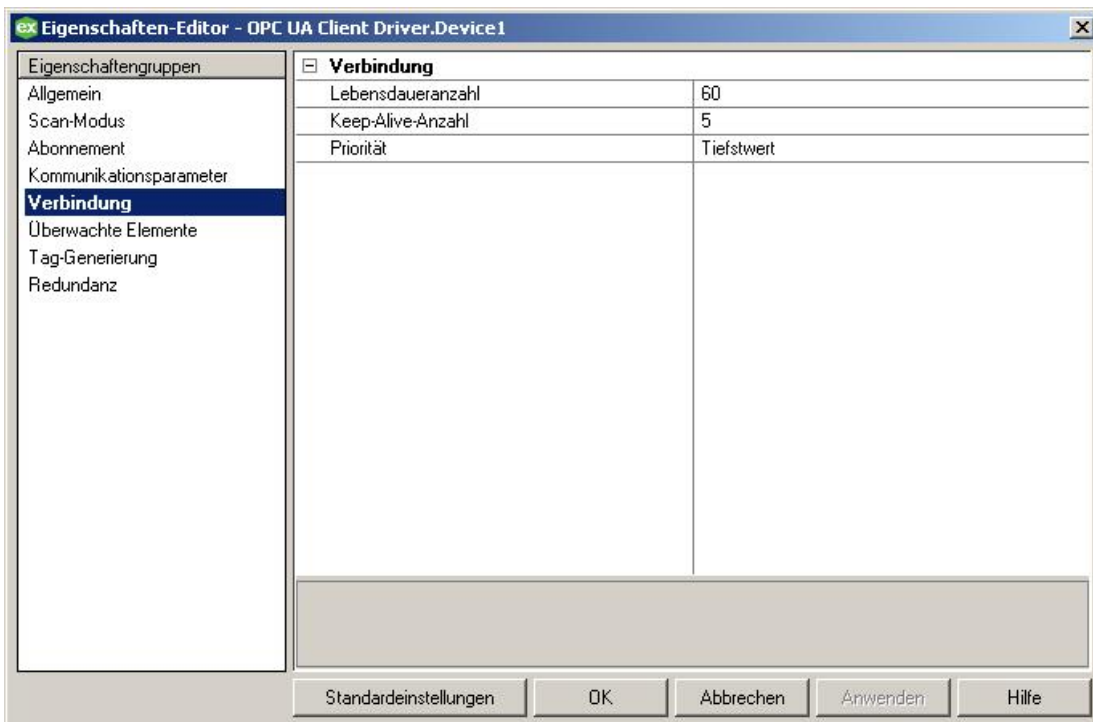 ex Eigenschaften-Editor - OPC UA Client Driver.Device1
Eigenschaftengruppen
Allgemein
Scan-Modus
Abonnement
Kommunikationsparameter
Verbindung
Überwachte Elemente
Tag-Generierung
Redundanz
Verbindung
Lebensdaueranzahl 60
Keep-Alive-Anzahl 5
Priorität Tiefstwert
Standardeinstellungen OK Abbrechen Anwenden Hilfe